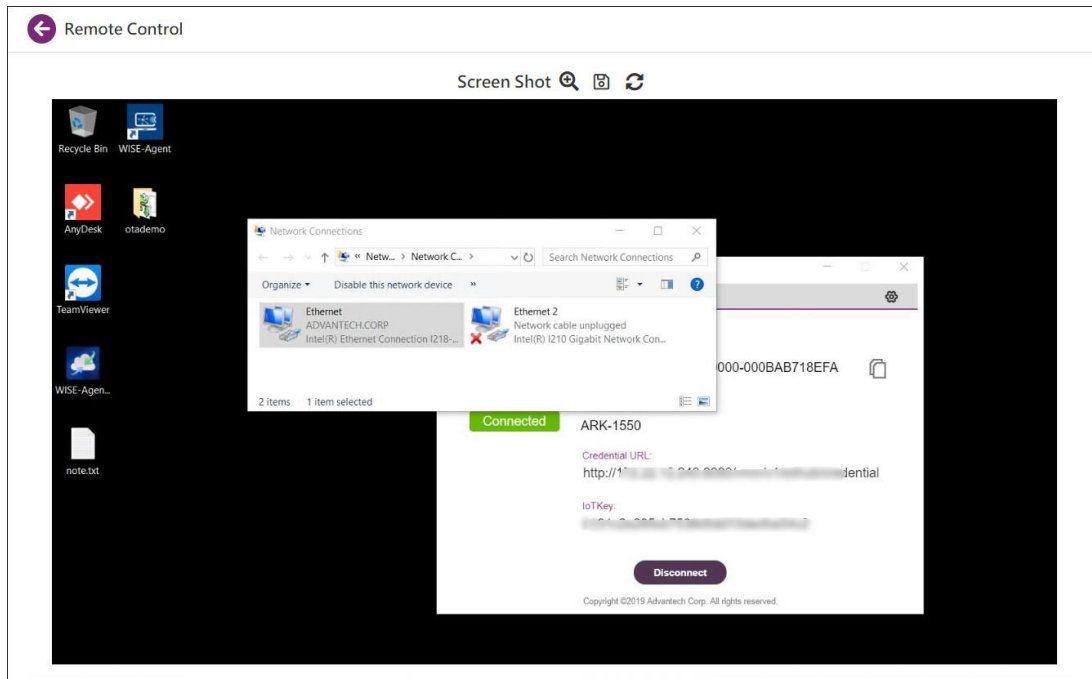 Remote Control
Screen Shot
Recycle Bin
WISE-Agent
AnyDesk
otademo
TeamViewer
WISE-Agen...
note.txt
Network Connections
« Netw... > Network C... >
Search Network Connections
Organize
Disable this network device
»
Ethernet
ADVANTECH.CORP
Intel(R) Ethernet Connection I218-...
Ethernet 2
Network cable unplugged
Intel(R) I210 Gigabit Network Con...
2 items
1 item selected
000-000BAB718EFA
Connected
ARK-1550
Credential URL:
http://1
dential
IoTKey:
Disconnect
Copyright ©2019 Advantech Corp. All rights reserved.